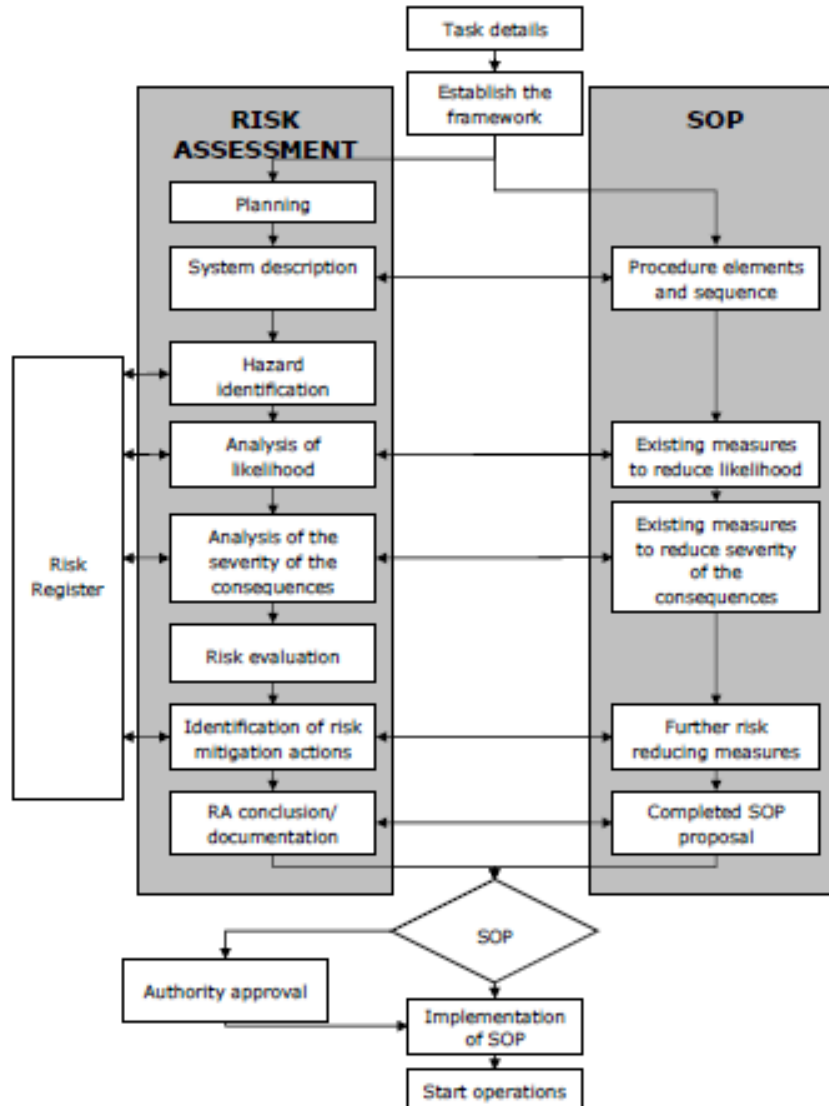 Task details
Establish the
framework
RISK
ASSESSMENT
SOP
Planning
System description
Procedure elements
and sequence
Hazard
identification
Analysis of
likelihood
Existing measures
to reduce likelihood
Analysis of the
severity of the
consequences
Existing measures
to reduce severity
of the
consequences
Risk
Register
Risk evaluation
Identification of risk
mitigation actions
Further risk
reducing measures
RA conclusion/
documentation
Completed SOP
proposal
SOP
Authority approval
Implementation
of SOP
Start operations